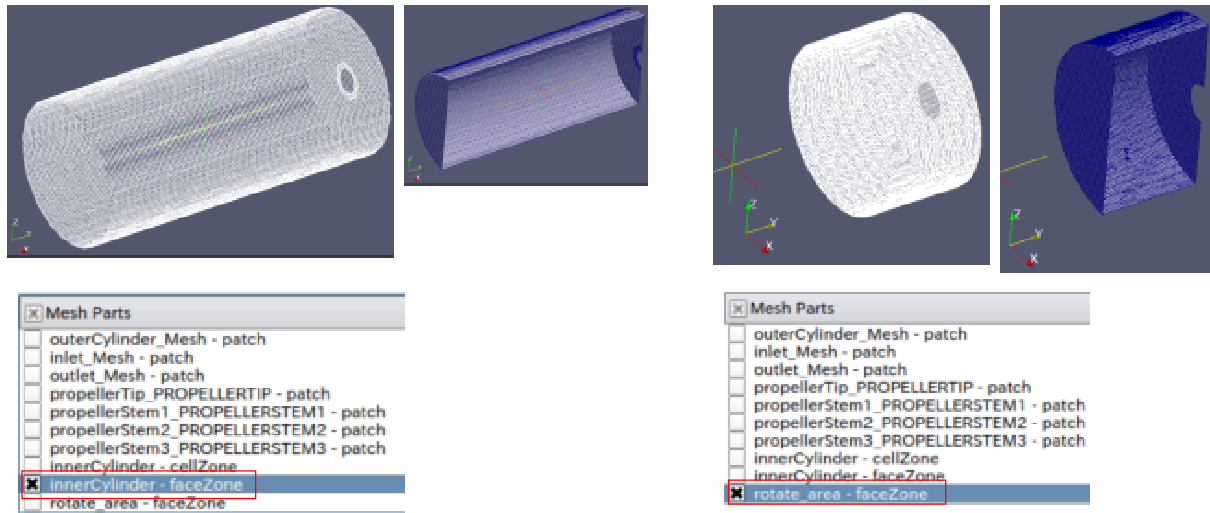 Z
X
Z
Y
X
Z
Y
X
Mesh Parts
outerCylinder_Mesh - patch
inlet_Mesh - patch
outlet_Mesh - patch
propellerTip_PROPELLERTIP - patch
propellerStem1_PROPELLERSTEM1 - patch
propellerStem2_PROPELLERSTEM2 - patch
propellerStem3_PROPELLERSTEM3 - patch
innerCylinder - cellZone
innerCylinder - faceZone
rotate_area - faceZone
Mesh Parts
outerCylinder_Mesh - patch
inlet_Mesh - patch
outlet_Mesh - patch
propellerTip_PROPELLERTIP - patch
propellerStem1_PROPELLERSTEM1 - patch
propellerStem2_PROPELLERSTEM2 - patch
propellerStem3_PROPELLERSTEM3 - patch
innerCylinder - cellZone
innerCylinder - faceZone
rotate_area - faceZone